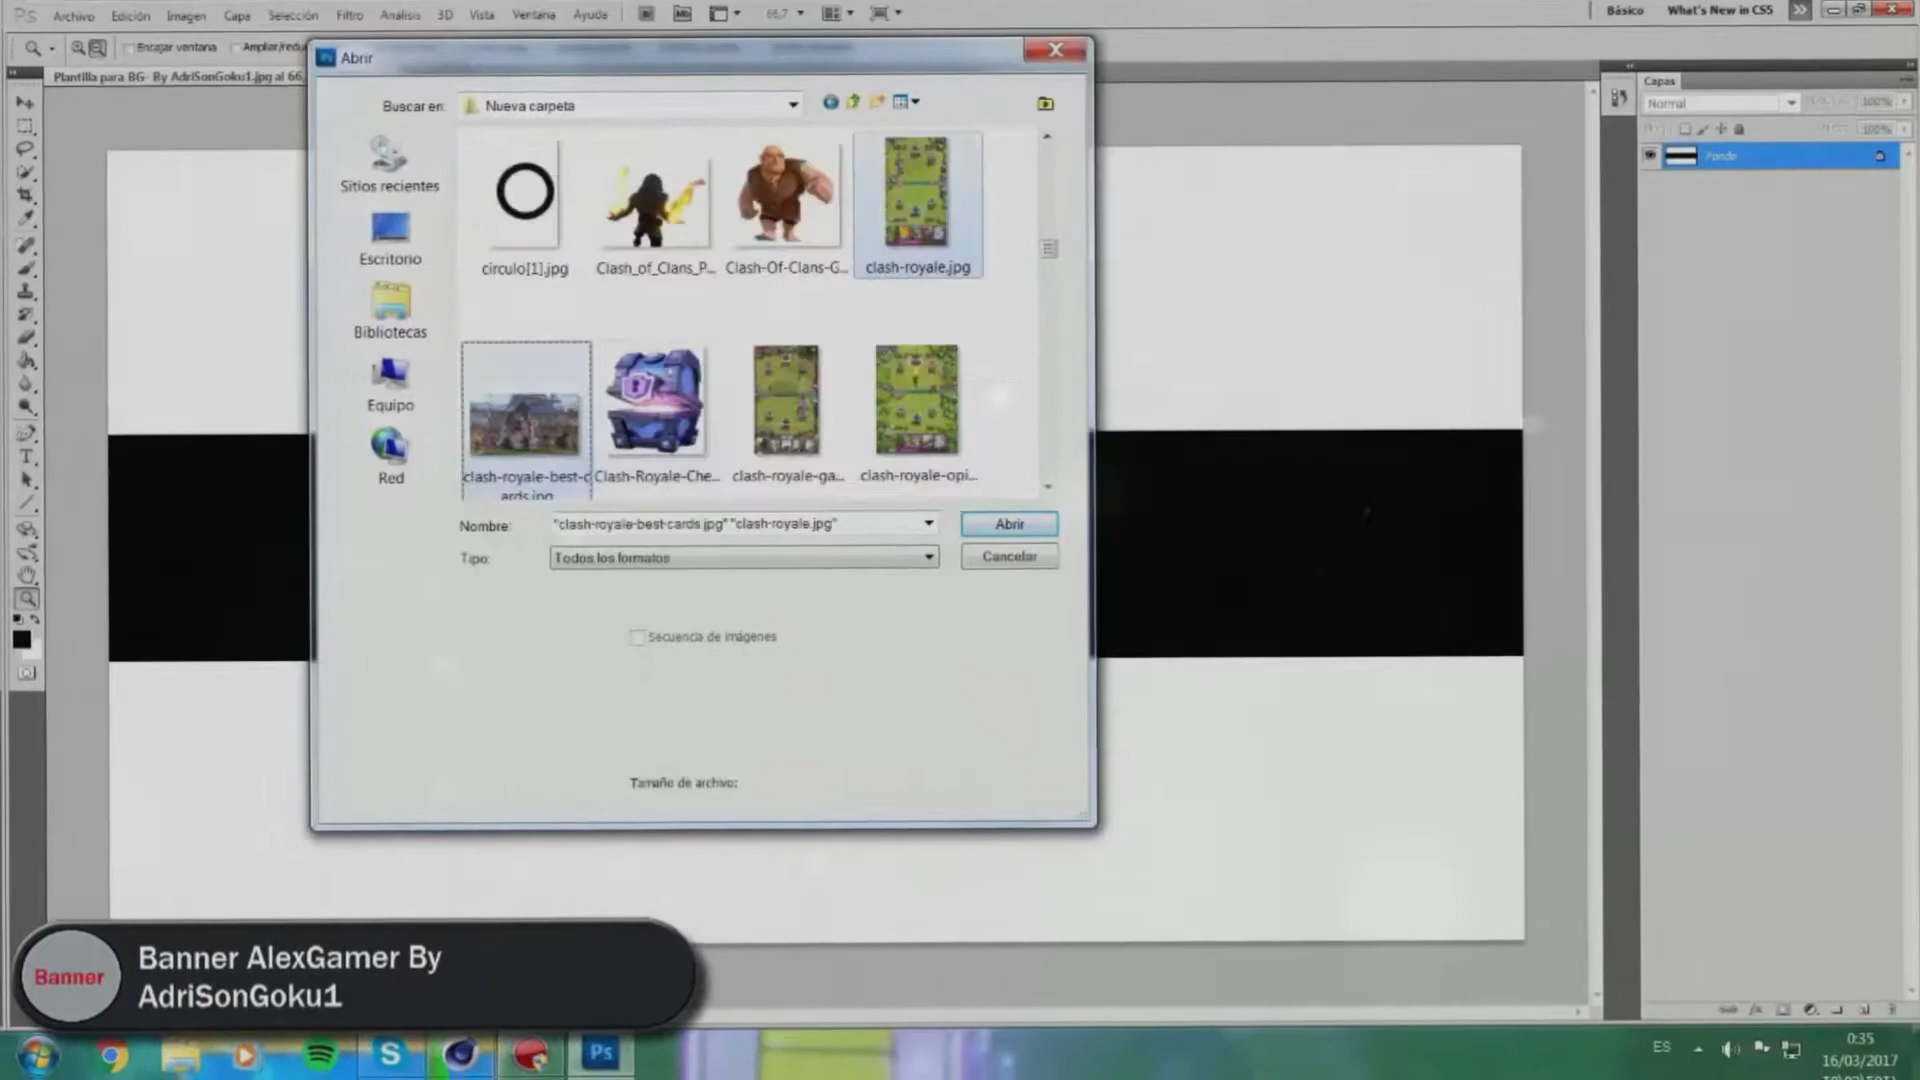 Ps Archivo Edición Imagen Capa Selección Filtro Análisis 3D Vista Ventana Ayuda Mb 66,7 Básico What's New in CS5
Encajar ventana
Plantilla para BG- By AdriSonGoku1.jpg al 66,
Abrir
Buscar en: Nueva carpeta
Sitios recientes
Escritorio
Bibliotecas
Equipo
Red
circulo[1].jpg Clash_of_Clans_P... Clash-Of-Clans-G... clash-royale.jpg
clash-royale-best-c Clash-Royale-Che... clash-royale-ga... clash-royale-opi...
ards.jpg
Nombre: "clash-royale-best-cards.jpg" "clash-royale.jpg" Abrir
Tipo: Todos los formatos Cancelar
Secuencia de imágenes
Tamaño de archivo:
Capas
Normal 100%
100%
Fondo
Banner
Banner AlexGamer By
AdriSonGoku1
Ps
ES
0:35
16/03/2017